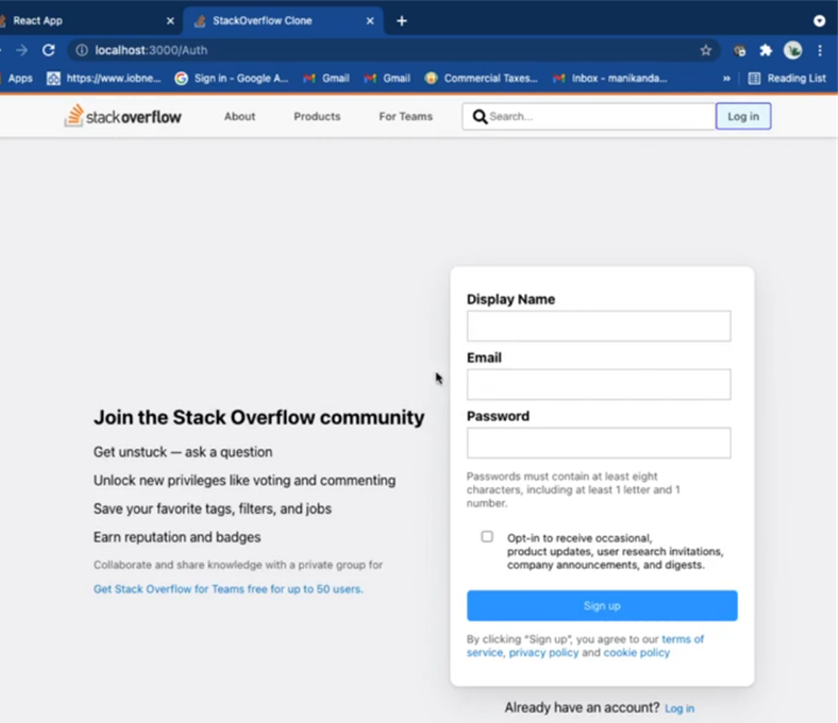 React App
StackOverflow Clone
localhost:3000/Auth
Apps
https://www.iobne...
Sign in - Google A...
Gmail
Gmail
Commercial Taxes...
Inbox - manikanda...
»
Reading List
stackoverflow
About
Products
For Teams
Search...
Log in
Join the Stack Overflow community
Get unstuck — ask a question
Unlock new privileges like voting and commenting
Save your favorite tags, filters, and jobs
Earn reputation and badges
Collaborate and share knowledge with a private group for
Get Stack Overflow for Teams free for up to 50 users.
Display Name
Email
Password
Passwords must contain at least eight
characters, including at least 1 letter and 1
number.
Opt-in to receive occasional,
product updates, user research invitations,
company announcements, and digests.
Sign up
By clicking "Sign up", you agree to our terms of
service, privacy policy and cookie policy
Already have an account? Log in